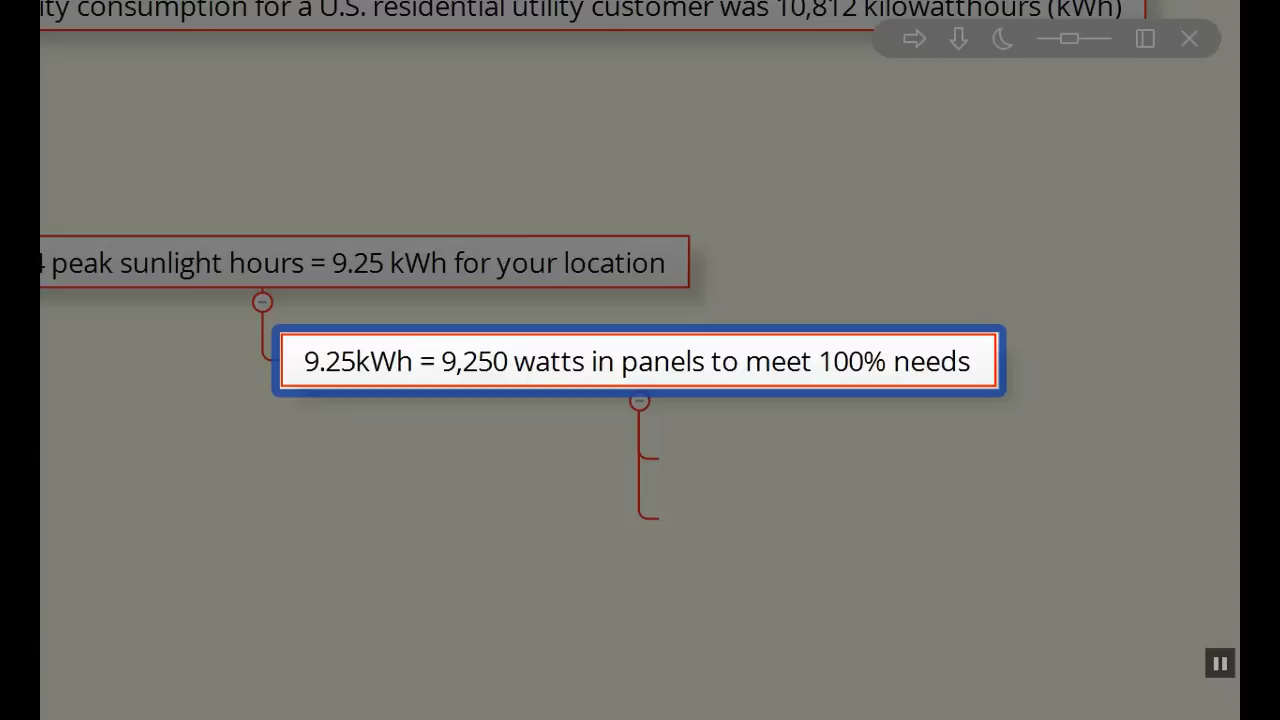 ity consumption for a U.S. residential utility customer was 10,812 kilowatthours (kWh)
peak sunlight hours = 9.25 kWh for your location
9.25kWh = 9,250 watts in panels to meet 100% needs